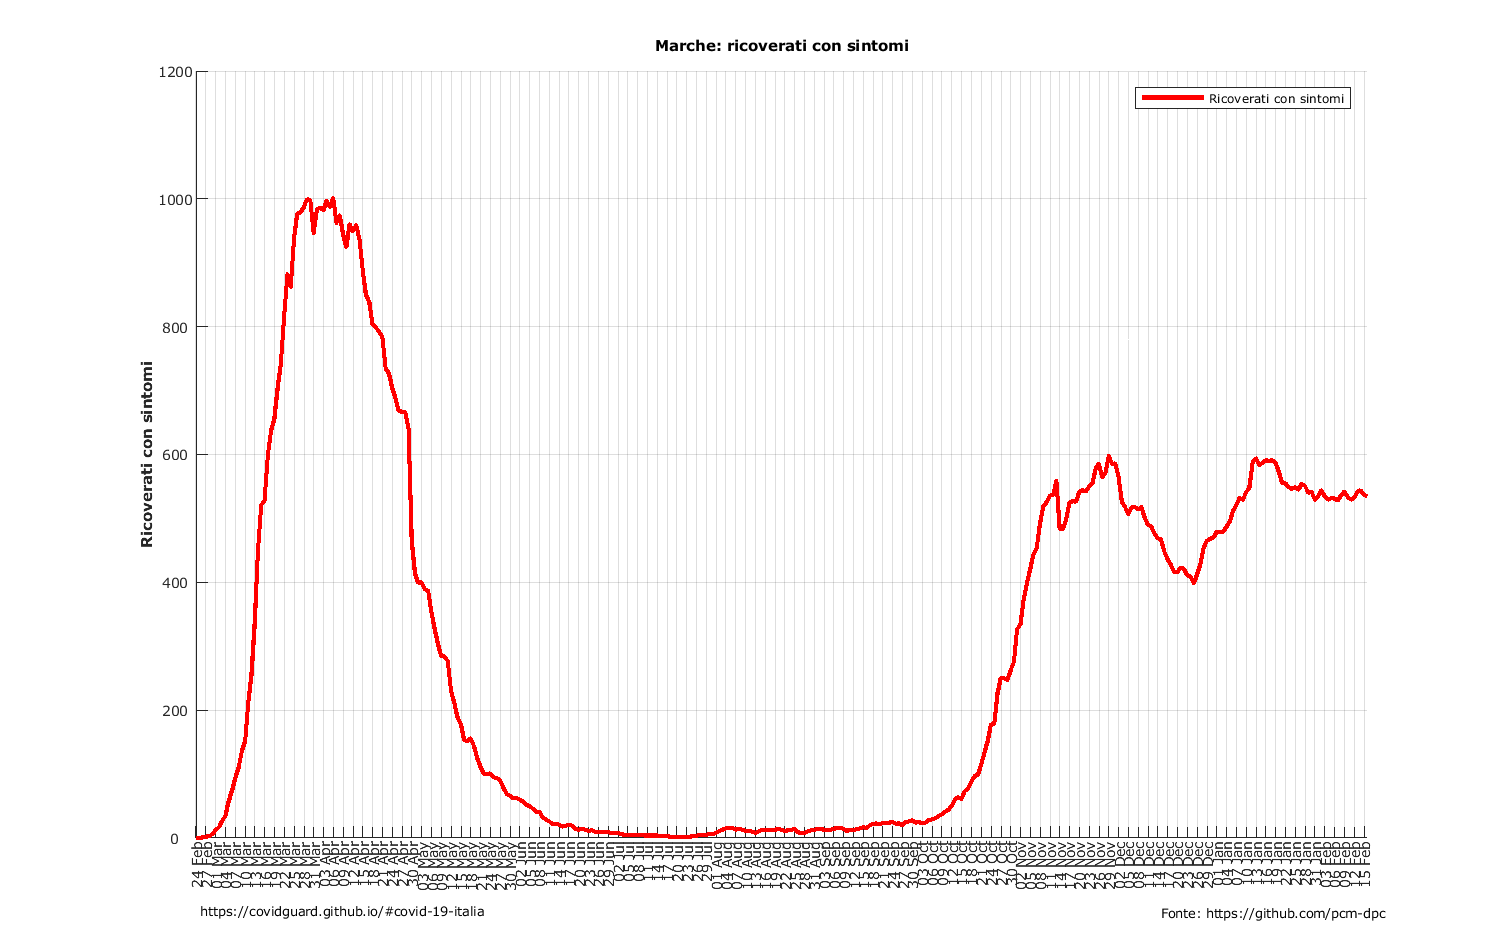 Marche: ricoverati con sintomi
Ricoverati con sintomi
1200
1000
800
600
400
200
0
Ricoverati con sintomi
24 Feb
27 Feb
01 Mar
04 Mar
07 Mar
10 Mar
13 Mar
16 Mar
19 Mar
22 Mar
25 Mar
28 Mar
31 Mar
03 Apr
06 Apr
09 Apr
12 Apr
15 Apr
18 Apr
21 Apr
24 Apr
27 Apr
30 Apr
03 May
06 May
09 May
12 May
15 May
18 May
21 May
24 May
27 May
30 May
02 Jun
05 Jun
08 Jun
11 Jun
14 Jun
17 Jun
20 Jun
23 Jun
26 Jun
29 Jun
02 Jul
05 Jul
08 Jul
11 Jul
14 Jul
17 Jul
20 Jul
23 Jul
26 Jul
29 Jul
01 Aug
04 Aug
07 Aug
10 Aug
13 Aug
16 Aug
19 Aug
22 Aug
25 Aug
28 Aug
31 Aug
03 Sep
06 Sep
09 Sep
12 Sep
15 Sep
18 Sep
21 Sep
24 Sep
27 Sep
30 Sep
03 Oct
06 Oct
09 Oct
12 Oct
15 Oct
18 Oct
21 Oct
24 Oct
27 Oct
30 Oct
02 Nov
05 Nov
08 Nov
11 Nov
14 Nov
17 Nov
20 Nov
23 Nov
26 Nov
29 Nov
02 Dec
05 Dec
08 Dec
11 Dec
14 Dec
17 Dec
20 Dec
23 Dec
26 Dec
29 Dec
01 Jan
04 Jan
07 Jan
10 Jan
13 Jan
16 Jan
19 Jan
22 Jan
25 Jan
28 Jan
31 Jan
03 Feb
06 Feb
09 Feb
12 Feb
15 Feb
https://covidguard.github.io/#covid-19-italia
Fonte: https://github.com/pcm-dpc